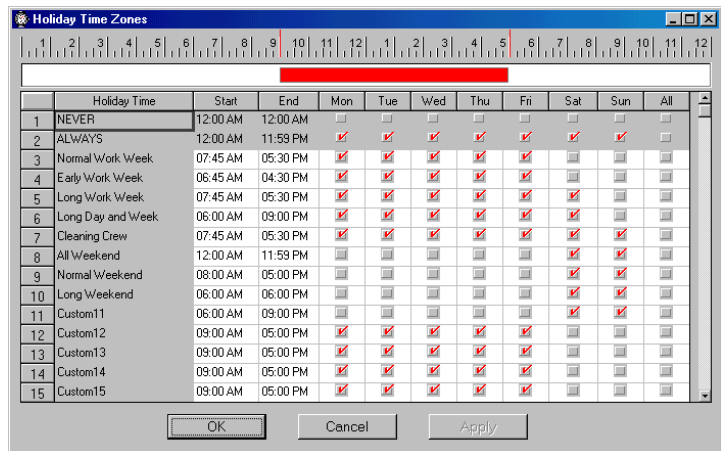 Holiday Time Zones
1 2 3 4 5 6 7 8 9 10 11 12 1 2 3 4 5 6 7 8 9 10 11 12
Holiday Time Start End Mon Tue Wed Thu Fri Sat Sun All
1 NEVER 12:00 AM 12:00 AM
2 ALWAYS 12:00 AM 11:59 PM
3 Normal Work Week 07:45 AM 05:30 PM
4 Early Work Week 06:45 AM 04:30 PM
5 Long Work Week 07:45 AM 05:30 PM
6 Long Day and Week 06:00 AM 09:00 PM
7 Cleaning Crew 07:45 AM 05:30 PM
8 All Weekend 12:00 AM 11:59 PM
9 Normal Weekend 08:00 AM 05:00 PM
10 Long Weekend 06:00 AM 06:00 PM
11 Custom11 06:00 AM 09:00 PM
12 Custom12 09:00 AM 05:00 PM
13 Custom13 09:00 AM 05:00 PM
14 Custom14 09:00 AM 05:00 PM
15 Custom15 09:00 AM 05:00 PM
OK Cancel Apply